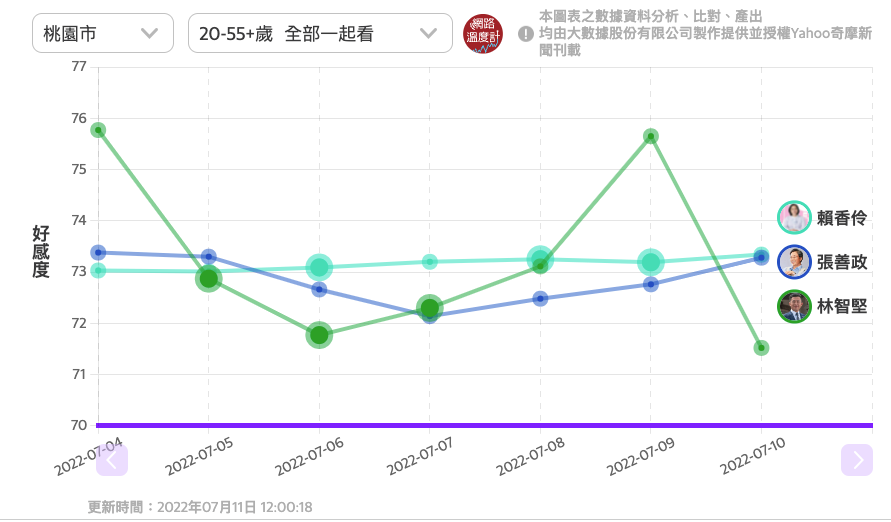 桃園市
20-55+歲 全部一起看
網路
溫度計
本圖表之數據資料分析、比對、產出
均由大數據股份有限公司製作提供並授權Yahoo奇摩新
聞刊載
77
76
75
74
73
72
71
70
好感度
賴香伶
張善政
林智堅
2022-07-04
2022-07-05
2022-07-06
2022-07-07
2022-07-08
2022-07-09
2022-07-10
更新時間：2022年07月11日 12:00:18